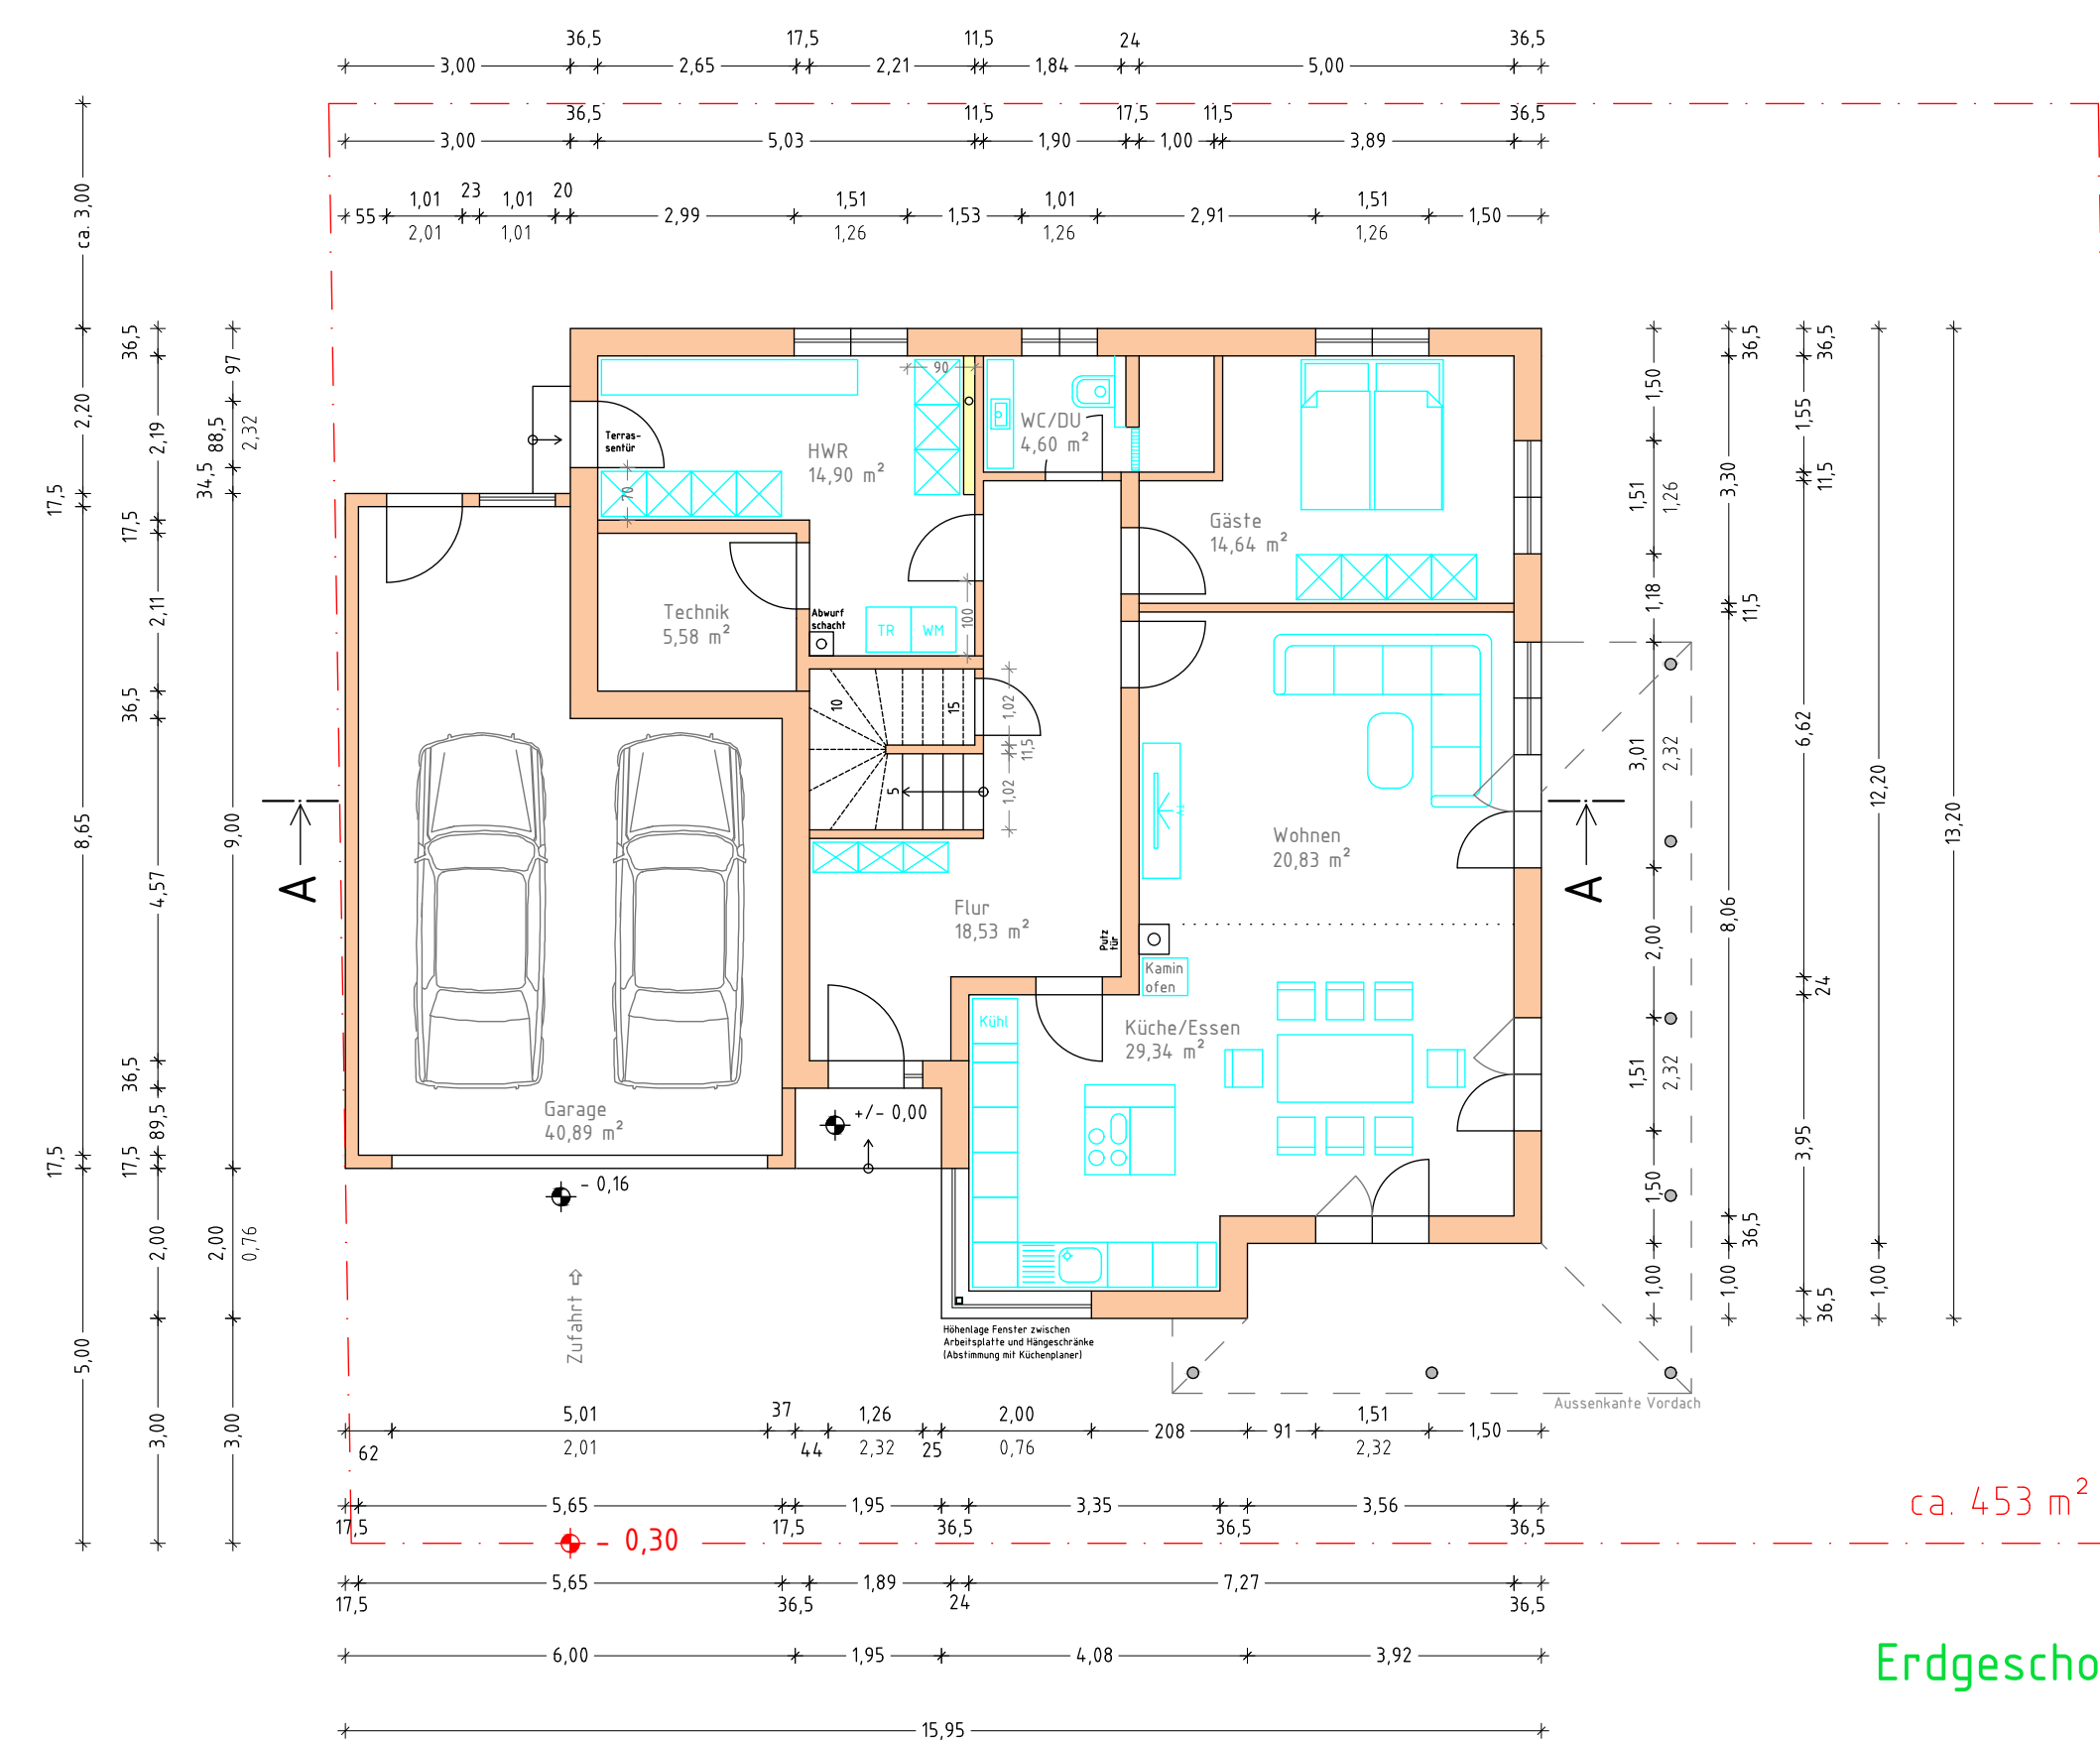 36,5 17,5 11,5 24 36,5
3,00 2,65 2,21 1,84 5,00
36,5 11,5 17,5 11,5 36,5
3,00 5,03 1,90 1,00 3,89
55 1,01 23 1,01 20 2,99 1,51 1,53 1,01 2,91 1,51 1,50
2,01 1,01 1,26 1,26 1,26
ca. 3,00
2,20
17,5
8,65
17,5
5,00
36,5
2,19
17,5
2,11
36,5
4,57
36,5
89,5
17,5
2,00
3,00
97
88,5
2,32
34,5
9,00
2,00
0,76
3,00
Terras-
sentür
90
70
HWR
14,90 m²
WC/DU
4,60 m²
Gäste
14,64 m²
Technik
5,58 m²
Abwurf
schacht
TR WM
100
10
15
5
1,02
11,5
1,02
TV
Wohnen
20,83 m²
Flur
18,53 m²
Putz
tür
Kamin
ofen
Kühl
Küche/Essen
29,34 m²
Garage
40,89 m²
+/- 0,00
- 0,16
Zufahrt
A
A
Höhenlage Fenster zwischen
Arbeitsplatte und Hängeschränke
(Abstimmung mit Küchenplaner)
Aussenkante Vordach
1,50
1,51
1,26
1,18
3,01
2,32
2,00
1,51
2,32
1,50
1,00
36,5
3,30
11,5
8,06
36,5
1,00
36,5
1,55
11,5
6,62
24
3,95
36,5
12,20
1,00
13,20
62 5,01 37 44 1,26 25 2,00 208 91 1,51 1,50
2,01 2,32 0,76 2,32
5,65 1,95 3,35 3,56
17,5 17,5 36,5 36,5 36,5
- 0,30
ca. 453 m²
5,65 1,89 7,27
17,5 36,5 24 36,5
6,00 1,95 4,08 3,92
Erdgescho
15,95